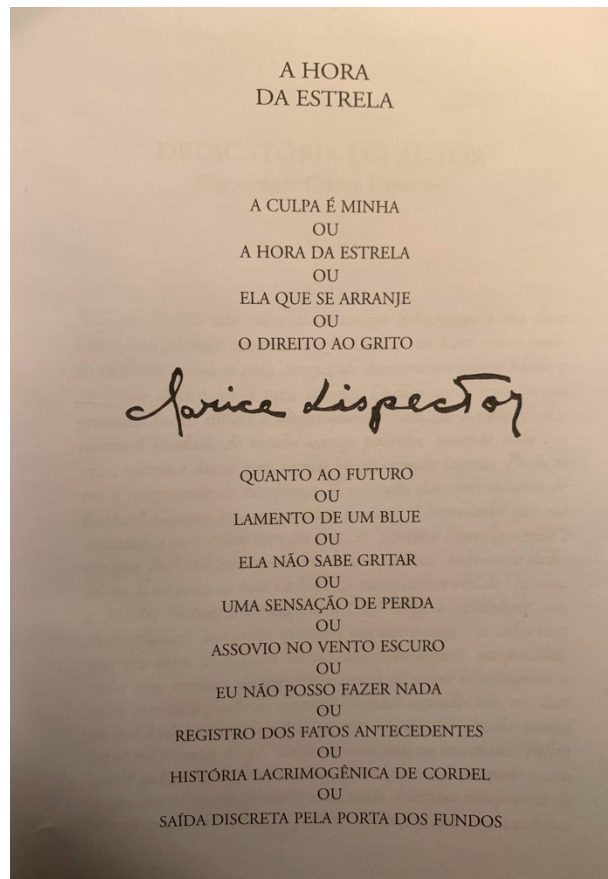 A HORA
DA ESTRELA
A CULPA É MINHA
OU
A HORA DA ESTRELA
OU
ELA QUE SE ARRANJE
OU
O DIREITO AO GRITO
Clarice Lispector
QUANTO AO FUTURO
OU
LAMENTO DE UM BLUE
OU
ELA NÃO SABE GRITAR
OU
UMA SENSAÇÃO DE PERDA
OU
ASSOVIO NO VENTO ESCURO
OU
EU NÃO POSSO FAZER NADA
OU
REGISTRO DOS FATOS ANTECEDENTES
OU
HISTÓRIA LACRIMOGÊNICA DE CORDEL
OU
SAÍDA DISCRETA PELA PORTA DOS FUNDOS